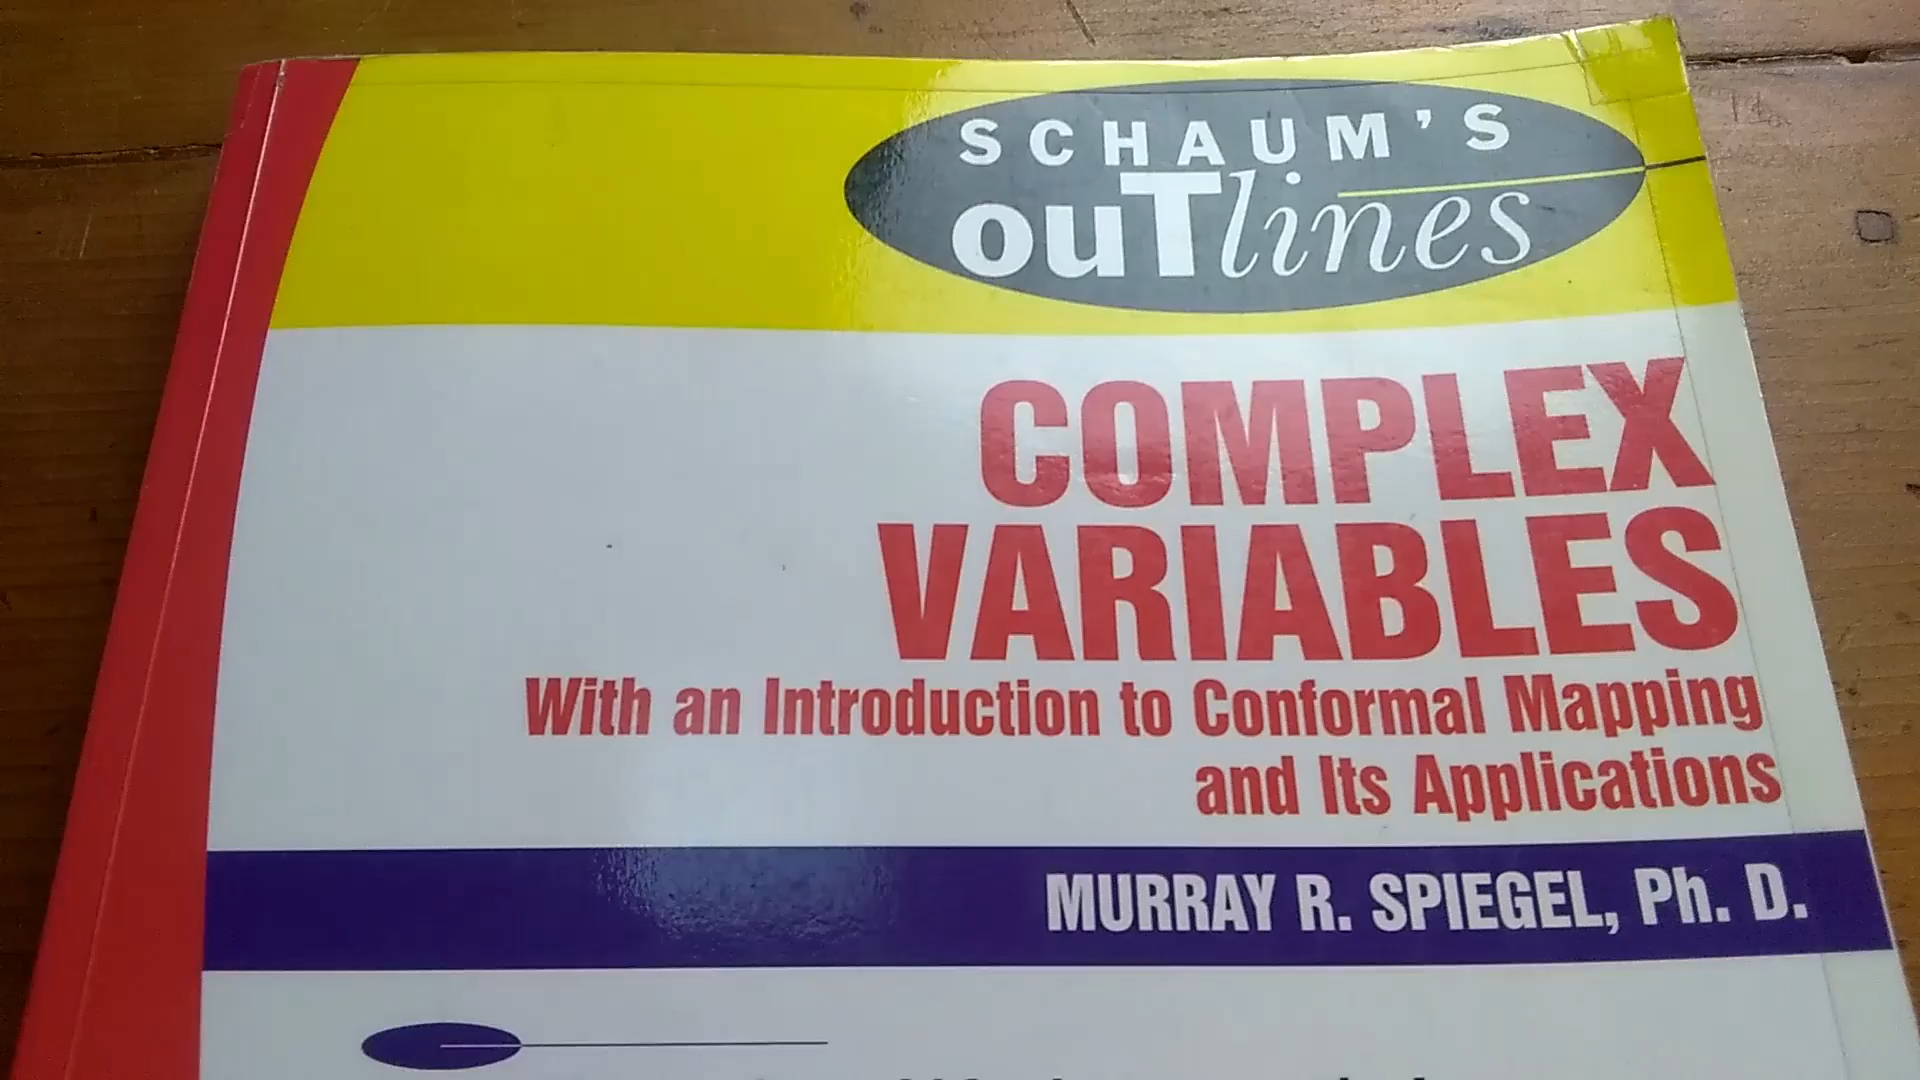 SCHAUM'S
ouTlines
COMPLEX
VARIABLES
With an Introduction to Conformal Mapping
and Its Applications
MURRAY R. SPIEGEL, Ph. D.